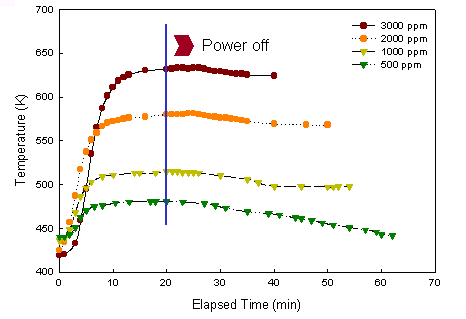 700
650
600
550
500
450
400
Temperature (K)
0 10 20 30 40 50 60 70
Elapsed Time (min)
Power off
3000 ppm
2000 ppm
1000 ppm
500 ppm